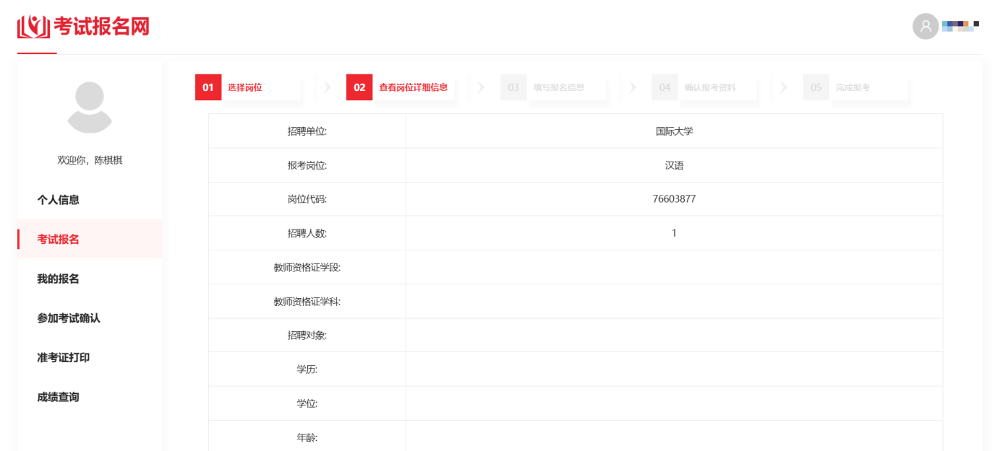 考试报名网
01 选择岗位 02 查看岗位详细信息 03 填写报名信息 04 确认报考资料 05 完成报考
欢迎你，陈棋棋
个人信息
考试报名
我的报名
参加考试确认
准考证打印
成绩查询
招聘单位: 国际大学
报考岗位: 汉语
岗位代码: 76603877
招聘人数: 1
教师资格证学段:
教师资格证学科:
招聘对象:
学历:
学位:
年龄: